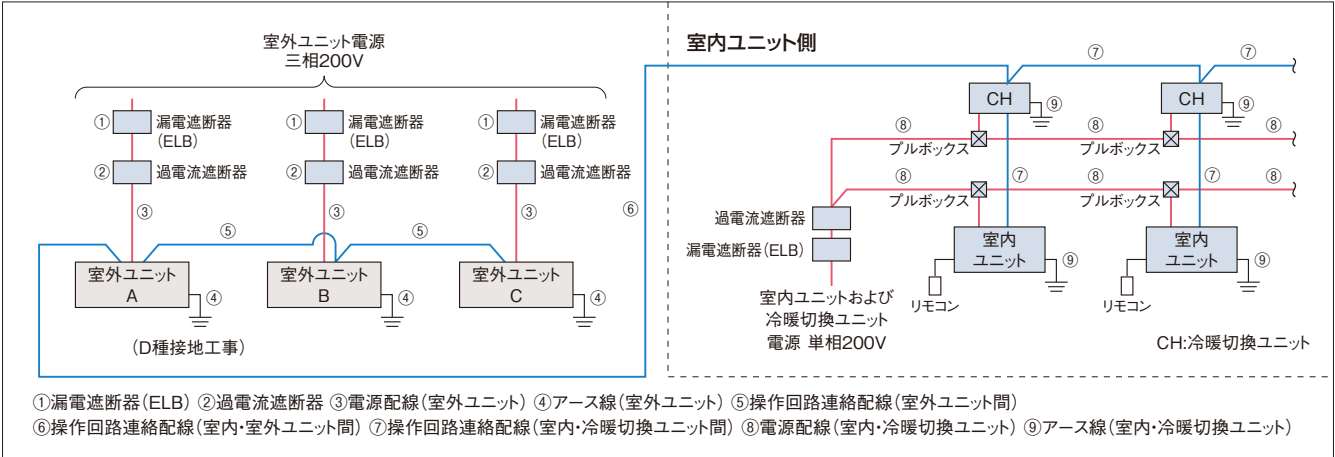 室外ユニット電源
三相200V
① 漏電遮断器
(ELB)
① 漏電遮断器
(ELB)
① 漏電遮断器
(ELB)
② 過電流遮断器
② 過電流遮断器
② 過電流遮断器
③
③
③
⑤
⑤
⑥
室外ユニット
A
④
室外ユニット
B
④
室外ユニット
C
④
(D種接地工事)
室内ユニット側
⑦
⑦
CH
⑨
CH
⑨
⑧
⑧
⑧
プルボックス
プルボックス
⑧
⑦
⑧
⑦
⑧
プルボックス
プルボックス
過電流遮断器
漏電遮断器(ELB)
室内
ユニット
⑨
室内
ユニット
⑨
リモコン
リモコン
室内ユニットおよび
冷暖切換ユニット
電源 単相200V
CH:冷暖切換ユニット
①漏電遮断器(ELB) ②過電流遮断器 ③電源配線(室外ユニット) ④アース線(室外ユニット) ⑤操作回路連絡配線(室外ユニット間)
⑥操作回路連絡配線(室内・室外ユニット間) ⑦操作回路連絡配線(室内・冷暖切換ユニット間) ⑧電源配線(室内・冷暖切換ユニット) ⑨アース線(室内・冷暖切換ユニット)